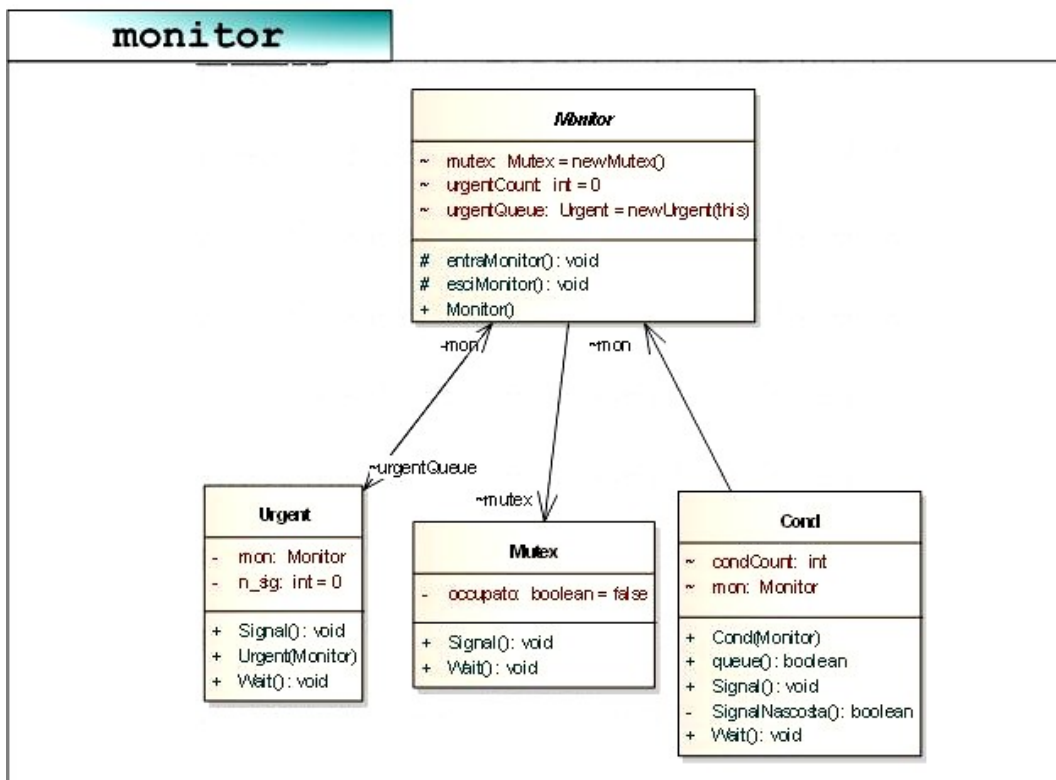 monitor
Monitor
~ mutex: Mutex = newMutex()
~ urgentCount: int = 0
~ urgentQueue: Urgent = newUrgent(this)
# entraMonitor() : void
# esciMonitor() : void
+ Monitor()
-mon
~mon
~urgentQueue
~mutex
Urgent
- mon: Monitor
- n_sig: int = 0
+ Signal() : void
+ Urgent(Monitor)
+ Wait() : void
Mutex
- occupato: boolean = false
+ Signal() : void
+ Wait() : void
Cond
~ condCount: int
~ mon: Monitor
+ Cond(Monitor)
+ queue() : boolean
+ Signal() : void
- SignalNascosta() : boolean
+ Wait() : void